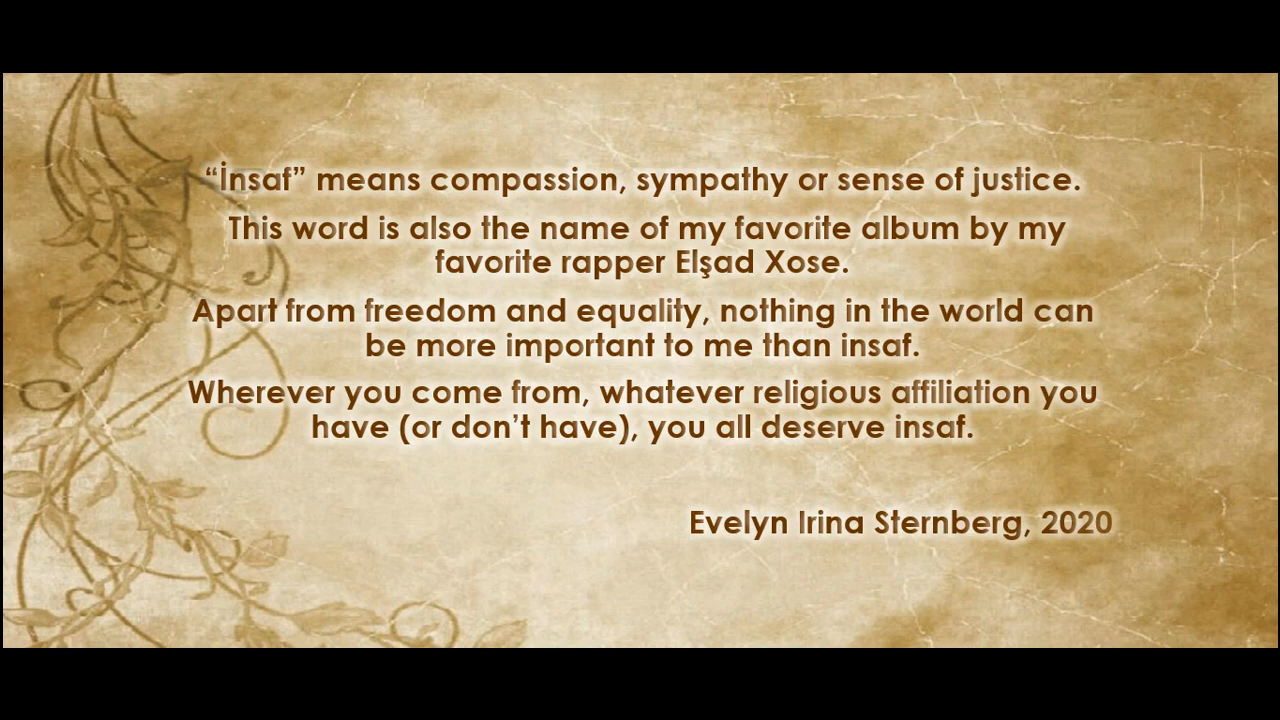 “İnsaf” means compassion, sympathy or sense of justice.
This word is also the name of my favorite album by my
favorite rapper Elşad Xose.
Apart from freedom and equality, nothing in the world can
be more important to me than insaf.
Wherever you come from, whatever religious affiliation you
have (or don’t have), you all deserve insaf.
Evelyn Irina Sternberg, 2020